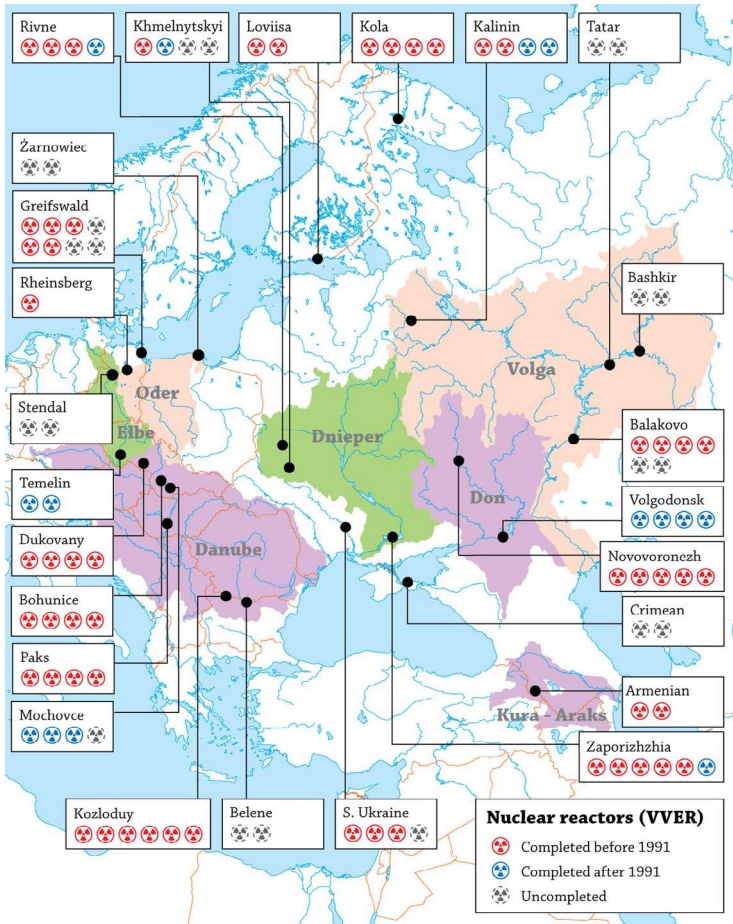 Rivne
Khmelnytskyi
Loviisa
Kola
Kalinin
Tatar
Żarnowiec
Greifswald
Rheinsberg
Bashkir
Volga
Oder
Stendal
Elbe
Dnieper
Balakovo
Temelin
Don
Volgodonsk
Dukovany
Danube
Novovoronezh
Bohunice
Crimean
Paks
Armenian
Mochovce
Kura - Araks
Zaporizhzhia
Kozloduy
Belene
S. Ukraine
Nuclear reactors (VVER)
Completed before 1991
Completed after 1991
Uncompleted